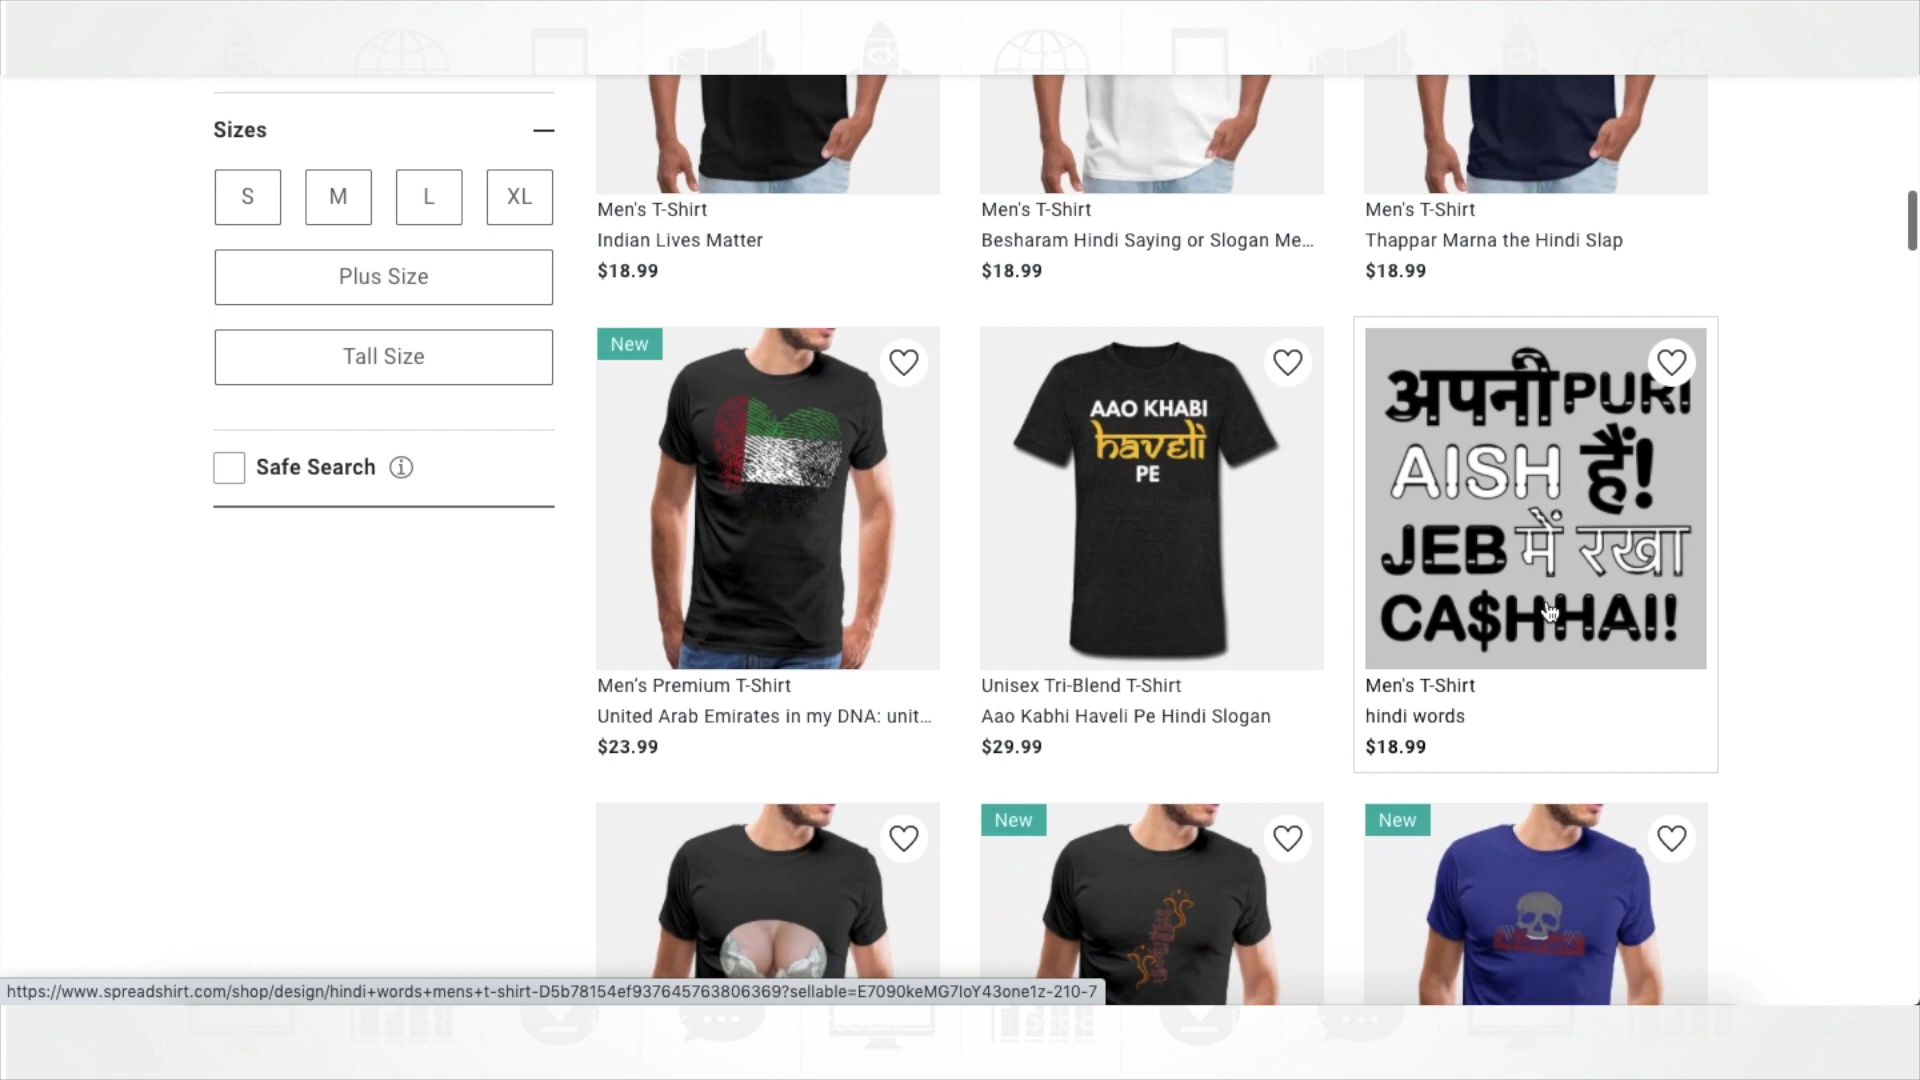 Sizes
S
M
L
XL
Plus Size
Tall Size
Safe Search
Men's T-Shirt
Indian Lives Matter
$18.99
Men's T-Shirt
Besharam Hindi Saying or Slogan Me...
$18.99
Men's T-Shirt
Thappar Marna the Hindi Slap
$18.99
New
Men's Premium T-Shirt
United Arab Emirates in my DNA: unit...
$23.99
AAO KHABI
haveli
PE
Unisex Tri-Blend T-Shirt
Aao Kabhi Haveli Pe Hindi Slogan
$29.99
अपनी PURI
AISH हैं!
JEB में रखा
CA$HHAI!
Men's T-Shirt
hindi words
$18.99
New
New
https://www.spreadshirt.com/shop/design/hindi+words+mens+t-shirt-D5b78154ef937645763806369?sellable=E7090keMG7loY43one1z-210-7